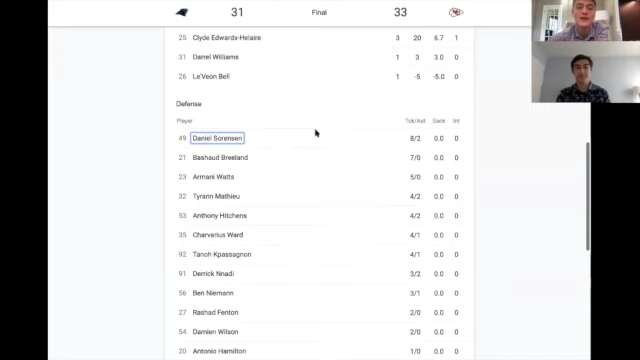 31 Final 33
25 Clyde Edwards-Helaire 3 20 6.7 1
31 Darrel Williams 1 3 3.0 0
26 Le'Veon Bell 1 -5 -5.0 0
Defense
Player Tck/Ast Sack Int
49 Daniel Sorensen 8/2 0.0 0
21 Bashaud Breeland 7/0 0.0 0
23 Armani Watts 5/0 0.0 0
32 Tyrann Mathieu 4/2 0.0 0
53 Anthony Hitchens 4/2 0.0 0
35 Charvarius Ward 4/1 0.0 0
92 Tanoh Kpassagnon 4/1 0.0 0
91 Derrick Nnadi 3/2 0.0 0
56 Ben Niemann 3/1 0.0 0
27 Rashad Fenton 2/0 0.0 0
54 Damien Wilson 2/0 0.0 0
20 Antonio Hamilton 1/0 0.0 0